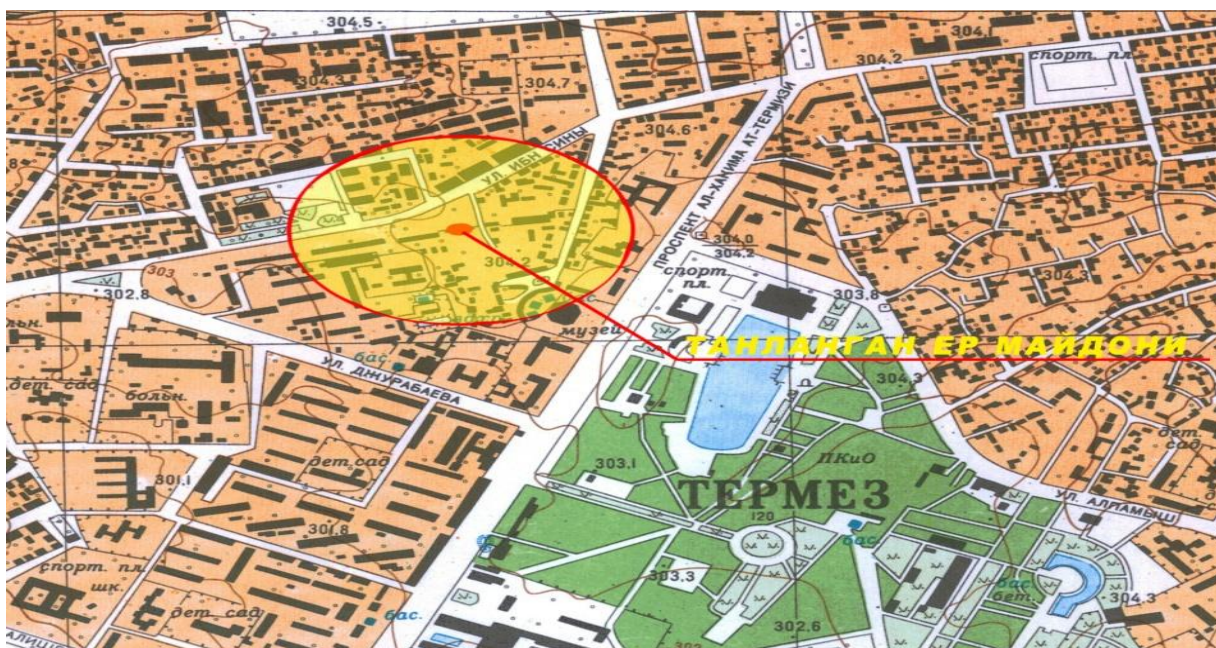 304.5
304.1
спорт. пл.
304.2
304.3
304.7
304.6
ПРОСПЕКТ АЛ-ХАКИМА АТ-ТЕРМИЗИ
УЛ. ИБН СИНЫ
303
302.8
304.2
304.0
304.2
спорт. пл.
303.8
304.3
музей
ТАНЛАНГАН ЕР МАЙДОНИ
304.3
бас.
УЛ. ДЖУРАБАЕВА
дет. сад
больн.
дет. сад
дет. сад
303.1
ПКиО
ТЕРМЕЗ
120
301.1
301.8
УЛ. АЛПАМЫШ
бас.
спорт. пл.
шк.
303.3
бас.
бет.
304.3
дет. сад
бас.
302.6